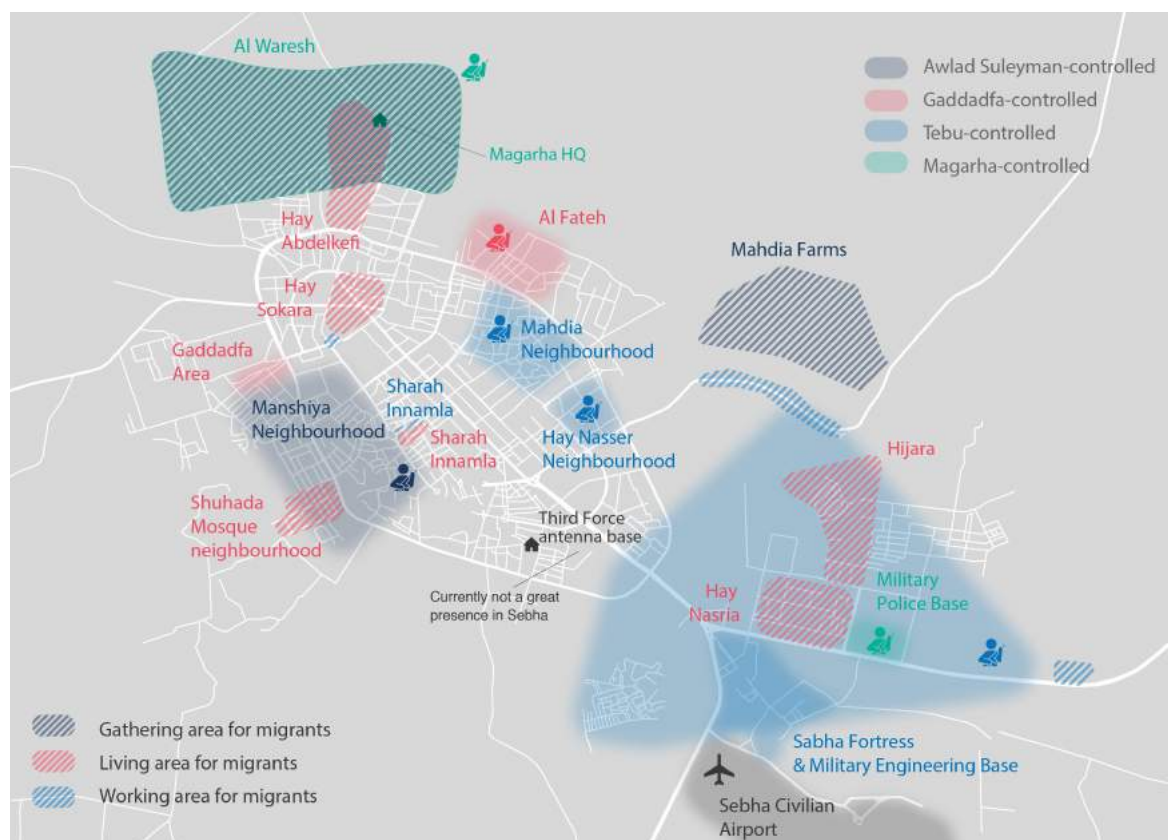 Al Waresh
Magarha HQ
Awlad Suleyman-controlled
Gaddadfa-controlled
Tebu-controlled
Magarha-controlled
Hay
Abdelkefi
Al Fateh
Mahdia Farms
Hay
Sokara
Gaddadfa
Area
Mahdia
Neighbourhood
Manshiya
Neighbourhood
Sharah
Innamla
Sharah
Innamla
Hay Nasser
Neighbourhood
Hijara
Shuhada
Mosque
neighbourhood
Third Force
antenna base
Currently not a great
presence in Sebha
Hay
Nasria
Military
Police Base
Gathering area for migrants
Living area for migrants
Working area for migrants
Sabha Fortress
& Military Engineering Base
Sebha Civilian
Airport